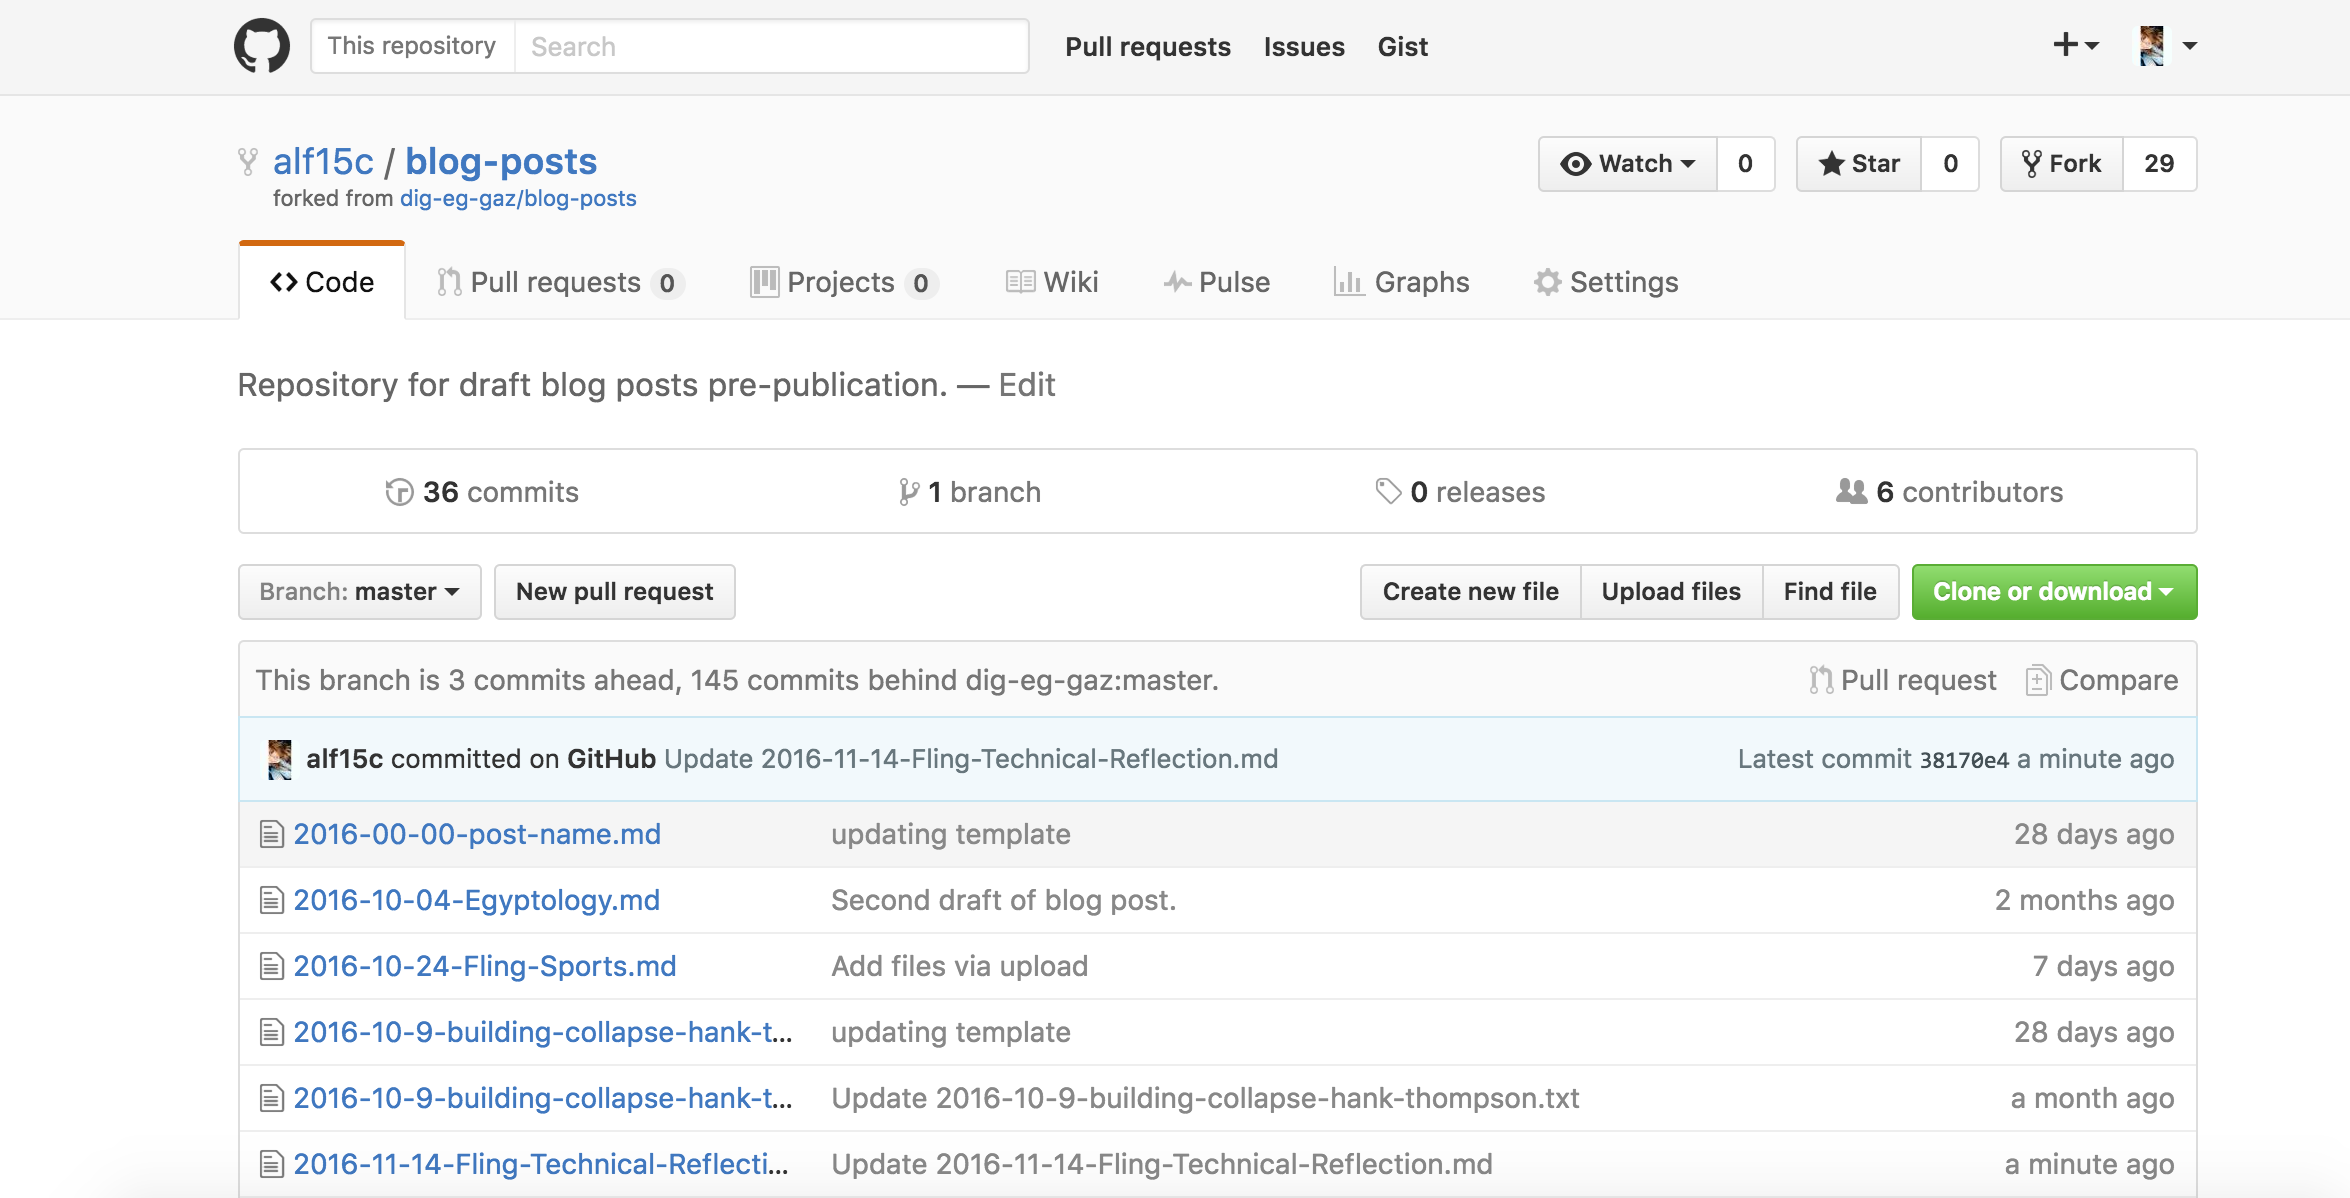 This repository Search Pull requests Issues Gist
alf15c / blog-posts
forked from dig-eg-gaz/blog-posts
Watch 0 Star 0 Fork 29
Code Pull requests 0 Projects 0 Wiki Pulse Graphs Settings
Repository for draft blog posts pre-publication. — Edit
36 commits 1 branch 0 releases 6 contributors
Branch: master New pull request Create new file Upload files Find file Clone or download
This branch is 3 commits ahead, 145 commits behind dig-eg-gaz:master. Pull request Compare
alf15c committed on GitHub Update 2016-11-14-Fling-Technical-Reflection.md Latest commit 38170e4 a minute ago
2016-00-00-post-name.md updating template 28 days ago
2016-10-04-Egyptology.md Second draft of blog post. 2 months ago
2016-10-24-Fling-Sports.md Add files via upload 7 days ago
2016-10-9-building-collapse-hank-t... updating template 28 days ago
2016-10-9-building-collapse-hank-t... Update 2016-10-9-building-collapse-hank-thompson.txt a month ago
2016-11-14-Fling-Technical-Reflecti... Update 2016-11-14-Fling-Technical-Reflection.md a minute ago